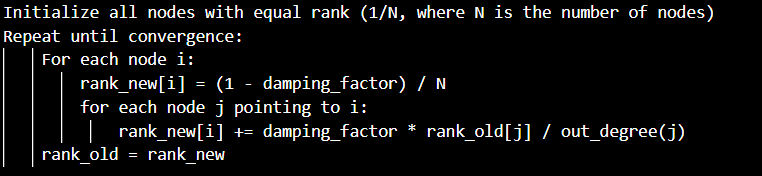 Initialize all nodes with equal rank (1/N, where N is the number of nodes)
Repeat until convergence:
For each node i:
rank_new[i] = (1 - damping_factor) / N
for each node j pointing to i:
rank_new[i] += damping_factor * rank_old[j] / out_degree(j)
rank_old = rank_new